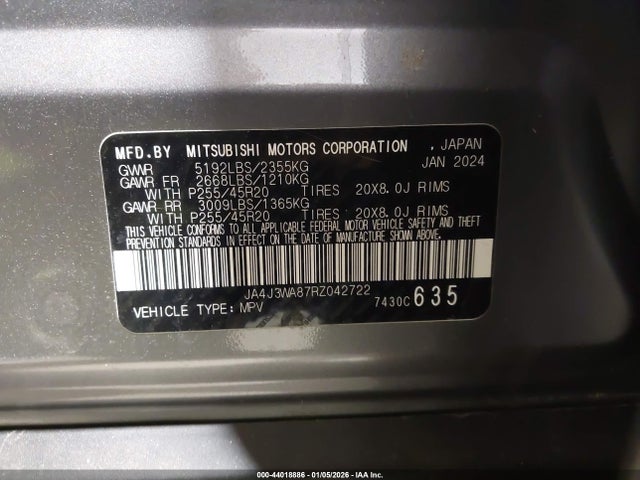 MFD.BY MITSUBISHI MOTORS CORPORATION , JAPAN
GVWR 5192LBS/2355KG JAN 2024
GAWR FR 2668LBS/1210KG
WITH P255/45R20 TIRES 20X8.0J RIMS
GAWR RR 3009LBS/1365KG
WITH P255/45R20 TIRES 20X8.0J RIMS
THIS VEHICLE CONFORMS TO ALL APPLICABLE FEDERAL MOTOR VEHICLE SAFETY AND THEFT
PREVENTION STANDARDS IN EFFECT ON THE DATE OF MANUFACTURE SHOWN ABOVE.
JA4J3WA87RZ042722
VEHICLE TYPE: MPV 7430C 635
000-44018886 - 01/05/2026 - IAA Inc.